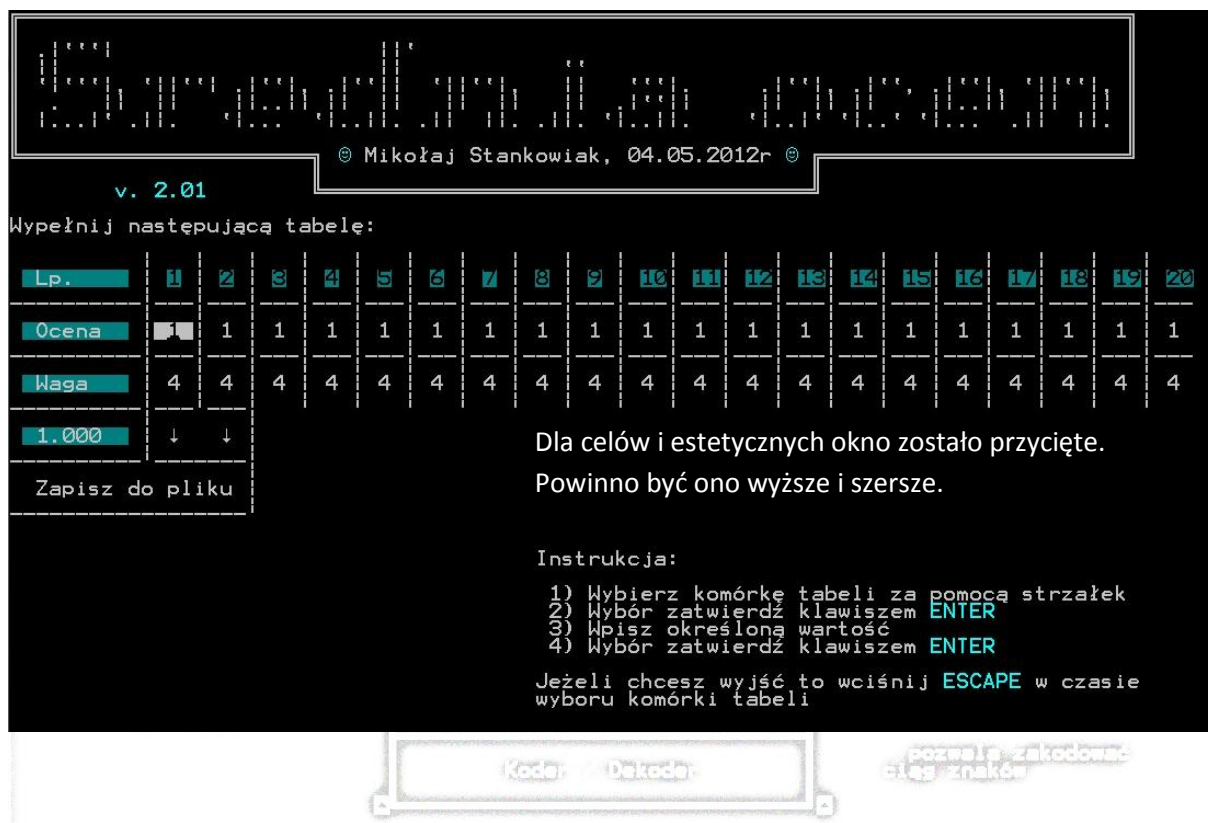 Srednia ocen
☺ Mikołaj Stankowiak, 04.05.2012r ☺
v. 2.01
Wypełnij następującą tabelę:
Lp. 1 2 3 4 5 6 7 8 9 10 11 12 13 14 15 16 17 18 19 20
Ocena 1 1 1 1 1 1 1 1 1 1 1 1 1 1 1 1 1 1 1 1
Waga 4 4 4 4 4 4 4 4 4 4 4 4 4 4 4 4 4 4 4 4
1.000 ↓ ↓
Zapisz do pliku
Dla celów i estetycznych okno zostało przycięte.
Powinno być ono wyższe i szersze.
Instrukcja:
1) Wybierz komórkę tabeli za pomocą strzałek
2) Wybór zatwierdź klawiszem ENTER
3) Wpisz określoną wartość
4) Wybór zatwierdź klawiszem ENTER
Jeżeli chcesz wyjść to wciśnij ESCAPE w czasie
wyboru komórki tabeli
Koder / Dekoder
pozwala zakodować
ciąg znaków